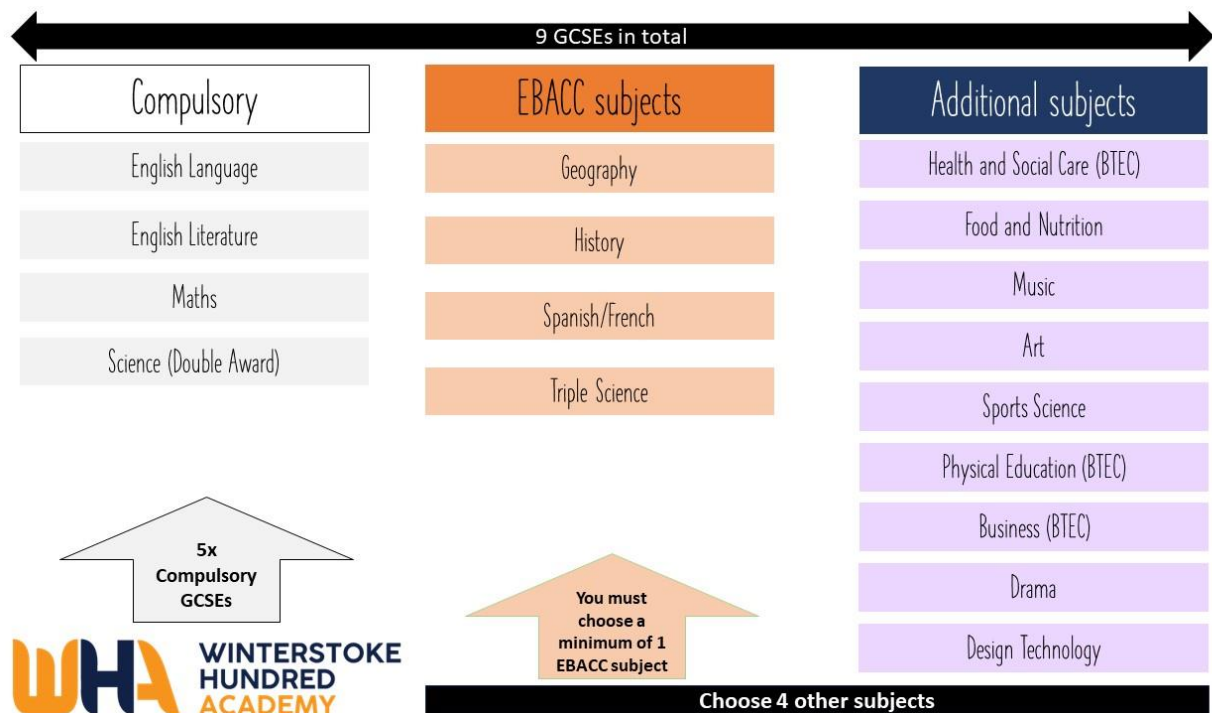 9 GCSEs in total
Compulsory
English Language
English Literature
Maths
Science (Double Award)
5x
Compulsory
GCSEs
EBACC subjects
Geography
History
Spanish/French
Triple Science
You must
choose a
minimum of 1
EBACC subject
Additional subjects
Health and Social Care (BTEC)
Food and Nutrition
Music
Art
Sports Science
Physical Education (BTEC)
Business (BTEC)
Drama
Design Technology
Choose 4 other subjects
WHA
WINTERSTOKE
HUNDRED
ACADEMY